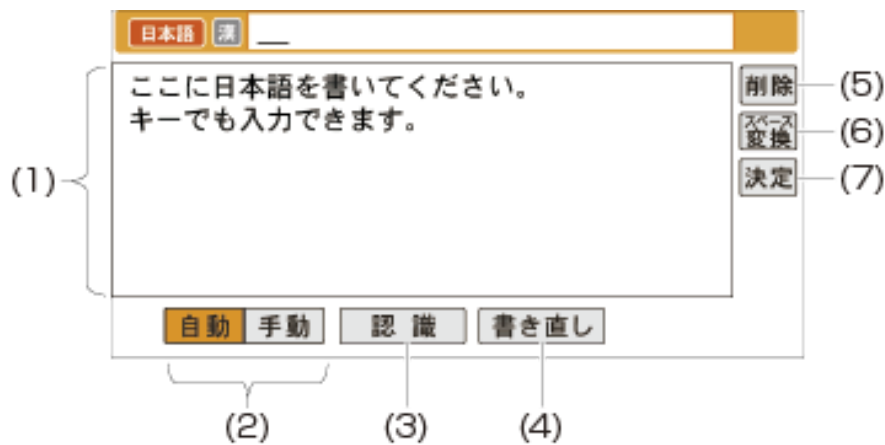 日本語 漢 __
ここに日本語を書いてください。
キーでも入力できます。
(1)
削除 (5)
スペース
変換 (6)
決定 (7)
自動 手動 認識 書き直し
(2) (3) (4)